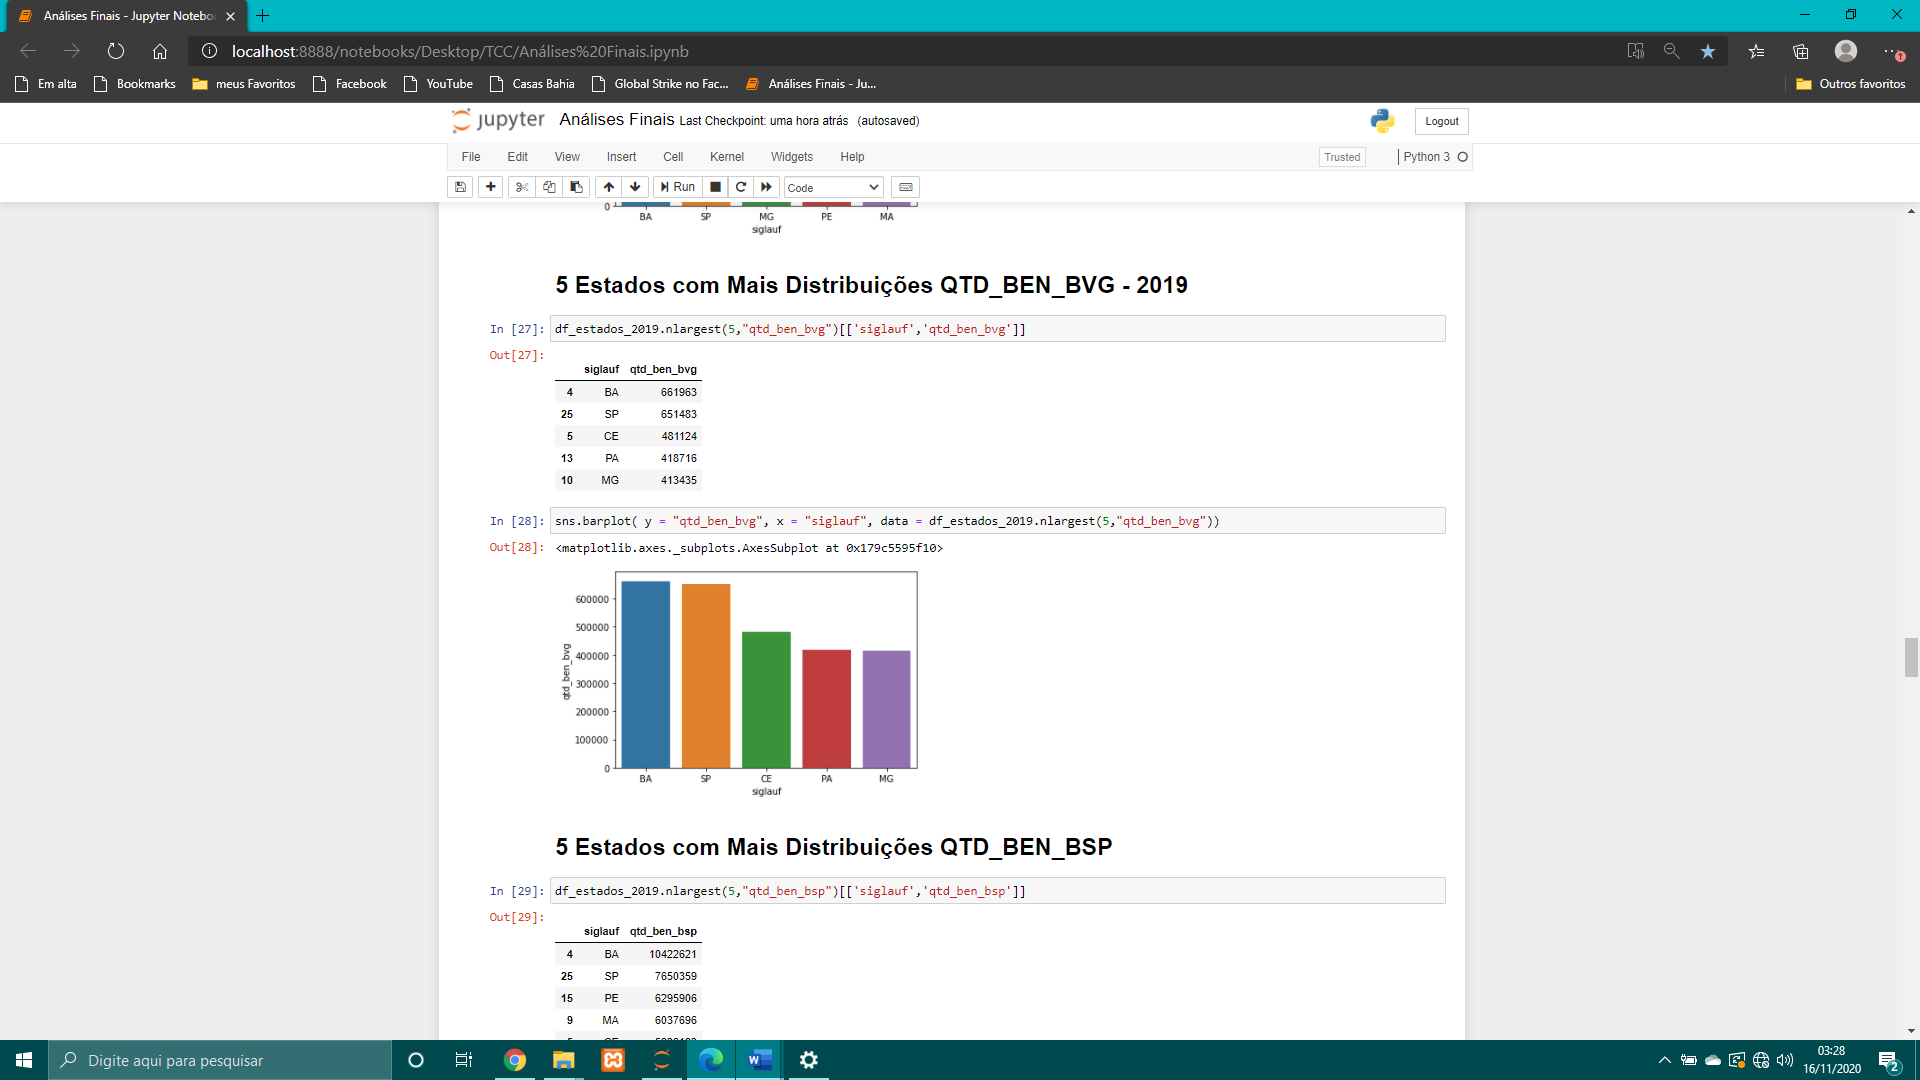 Análises Finais - Jupyter Notebo
localhost:8888/notebooks/Desktop/TCC/Análises%20Finais.ipynb
Em alta Bookmarks meus Favoritos Facebook YouTube Casas Bahia Global Strike no Fac... Análises Finais - Ju... Outros favoritos
jupyter Análises Finais Last Checkpoint: uma hora atrás (autosaved) Logout
File Edit View Insert Cell Kernel Widgets Help Trusted Python 3
Run Code
0
BA SP MG PE MA
siglauf
5 Estados com Mais Distribuições QTD_BEN_BVG - 2019
In [27]: df_estados_2019.nlargest(5,"qtd_ben_bvg")[['siglauf','qtd_ben_bvg']]
Out[27]:
siglauf qtd_ben_bvg
4 BA 661963
25 SP 651483
5 CE 481124
13 PA 418716
10 MG 413435
In [28]: sns.barplot( y = "qtd_ben_bvg", x = "siglauf", data = df_estados_2019.nlargest(5,"qtd_ben_bvg"))
Out[28]: <matplotlib.axes._subplots.AxesSubplot at 0x179c5595f10>
600000
500000
400000
300000
200000
100000
0
qtd_ben_bvg
BA SP CE PA MG
siglauf
5 Estados com Mais Distribuições QTD_BEN_BSP
In [29]: df_estados_2019.nlargest(5,"qtd_ben_bsp")[['siglauf','qtd_ben_bsp']]
Out[29]:
siglauf qtd_ben_bsp
4 BA 10422621
25 SP 7650359
15 PE 6295906
9 MA 6037696
Digite aqui para pesquisar
03:28
16/11/2020
2